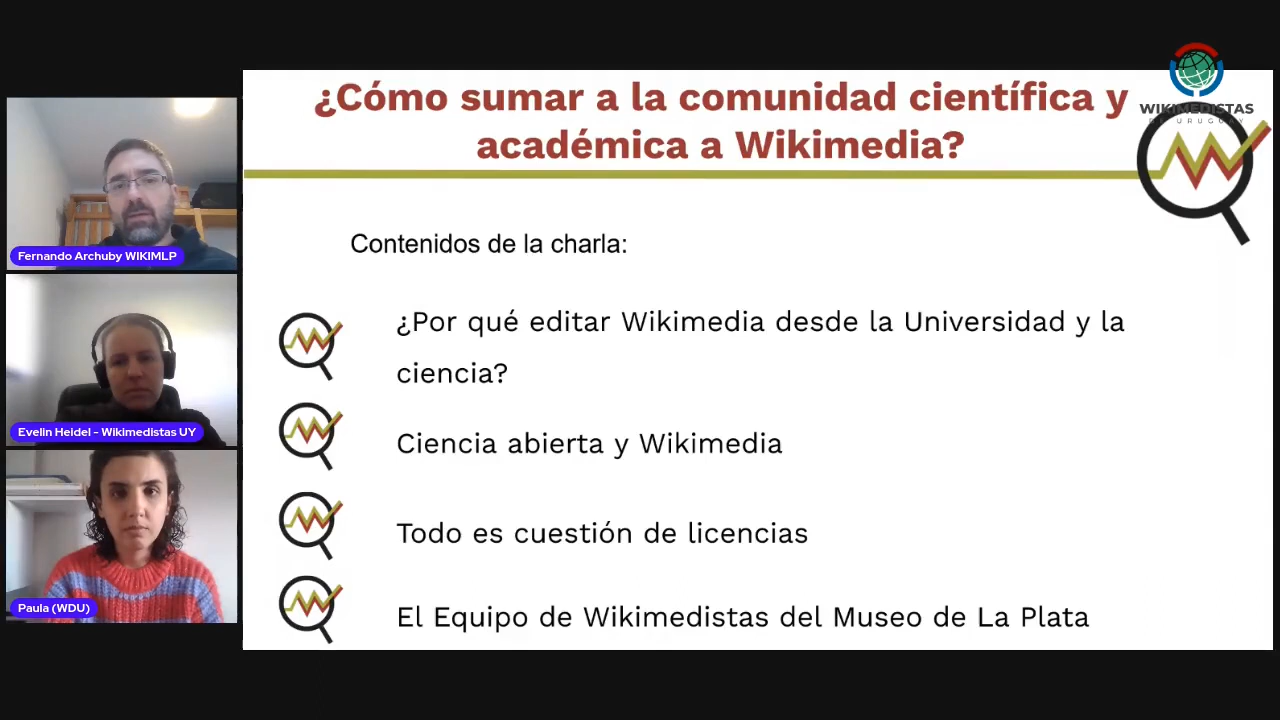 ¿Cómo sumar a la comunidad científica y
académica a Wikimedia?
WIKIMEDISTAS
DE URUGUAY
Contenidos de la charla:
¿Por qué editar Wikimedia desde la Universidad y la
ciencia?
Ciencia abierta y Wikimedia
Todo es cuestión de licencias
El Equipo de Wikimedistas del Museo de La Plata
Fernando Archuby WIKIMLP
Evelin Heidel - Wikimedistas UY
Paula (WDU)